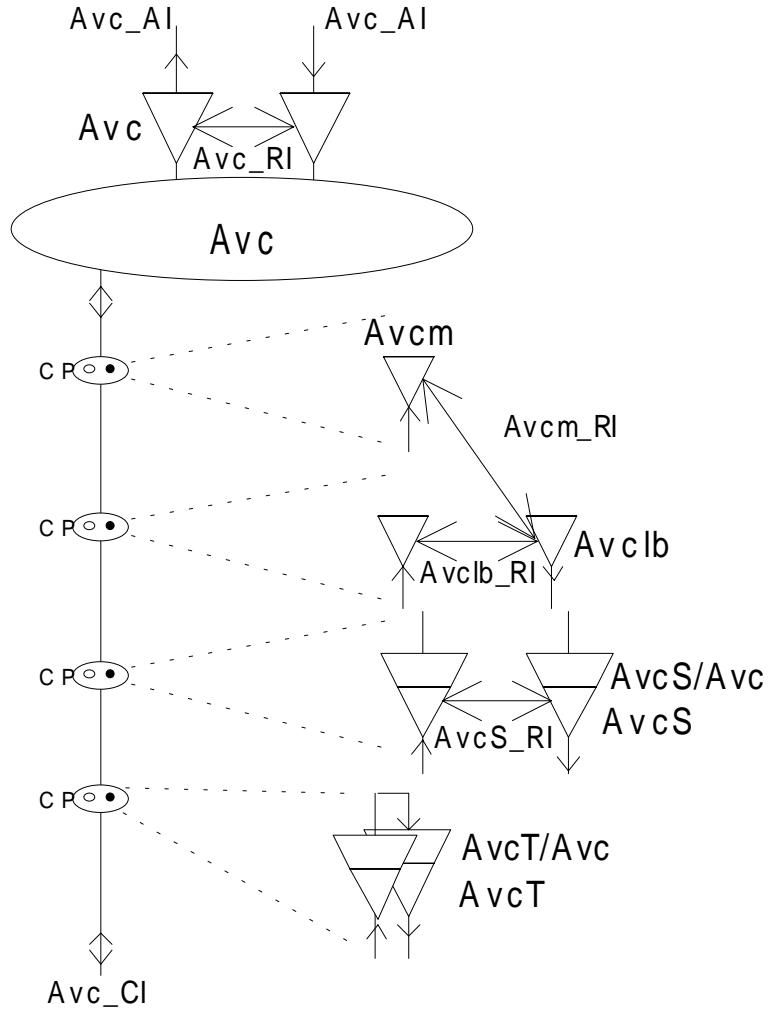 Avc_AI Avc_AI
Avc
Avc_RI
Avc
Avcm
CP
Avcm_RI
CP
Avclb
Avclb_RI
CP
AvcS/Avc
AvcS
AvcS_RI
CP
AvcT/Avc
AvcT
Avc_CI